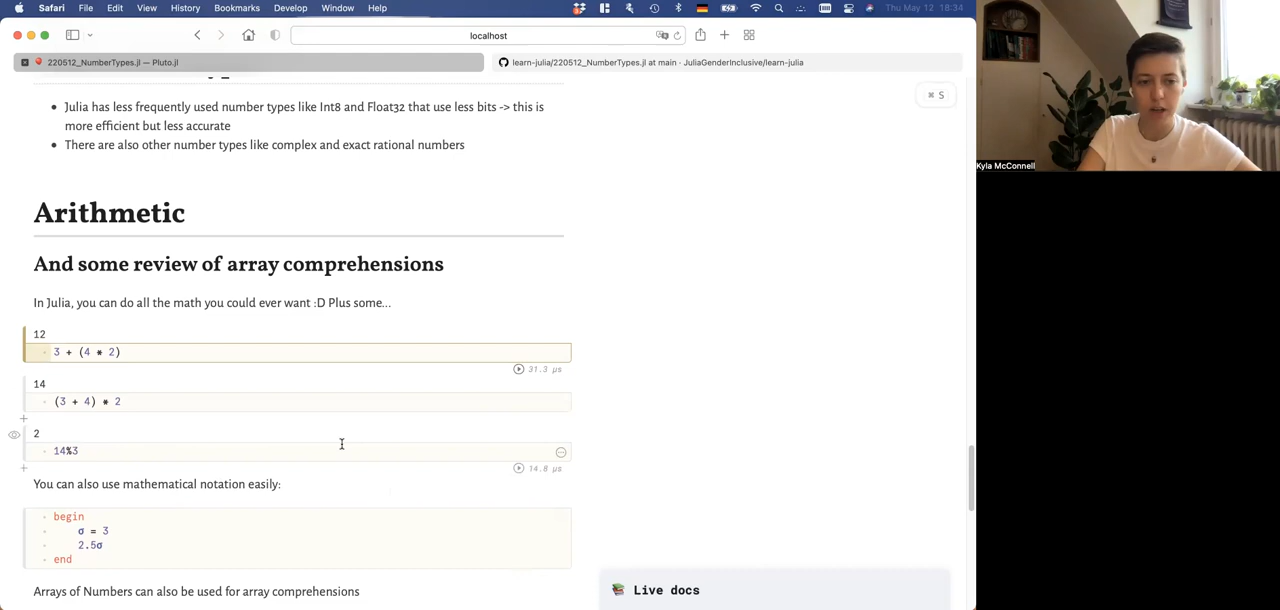 Safari File Edit View History Bookmarks Develop Window Help Thu May 12 18:34
localhost
220512_NumberTypes.jl — Pluto.jl
learn-julia/220512_NumberTypes.jl at main · JuliaGenderInclusive/learn-julia
⌘ S
• Julia has less frequently used number types like Int8 and Float32 that use less bits -> this is
more efficient but less accurate
• There are also other number types like complex and exact rational numbers
Kyla McConnell
Arithmetic
And some review of array comprehensions
In Julia, you can do all the math you could ever want :D Plus some...
12
3 + (4 * 2)
31.3 μs
14
(3 + 4) * 2
2
14%3
14.8 μs
You can also use mathematical notation easily:
begin
σ = 3
2.5σ
end
Arrays of Numbers can also be used for array comprehensions
Live docs